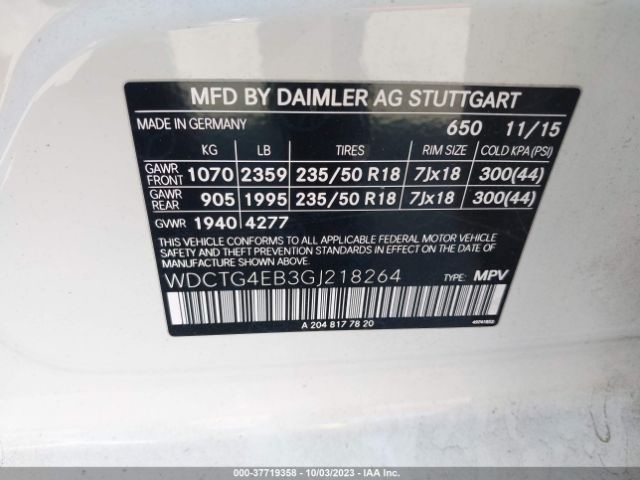 MFD BY DAIMLER AG STUTTGART
MADE IN GERMANY 650 11/15
KG LB TIRES RIM SIZE COLD KPA(PSI)
GAWR FRONT 1070 2359 235/50 R18 7Jx18 300(44)
GAWR REAR 905 1995 235/50 R18 7Jx18 300(44)
GVWR 1940 4277
THIS VEHICLE CONFORMS TO ALL APPLICABLE FEDERAL MOTOR VEHICLE
SAFETY STANDARD AND THEFT PREVENTION STANDARDS IN
EFFECT ON THE DATE OF MANUFACTURE SHOWN ABOVE.
WDCTG4EB3GJ218264 TYPE: MPV
A 204 817 78 20
000-37719358 | 10/03/2023 | IAA Inc.